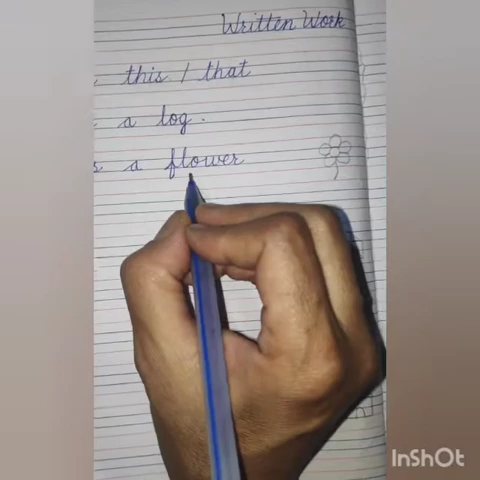 Written Work
this / that
a log.
s a flower
InShOt